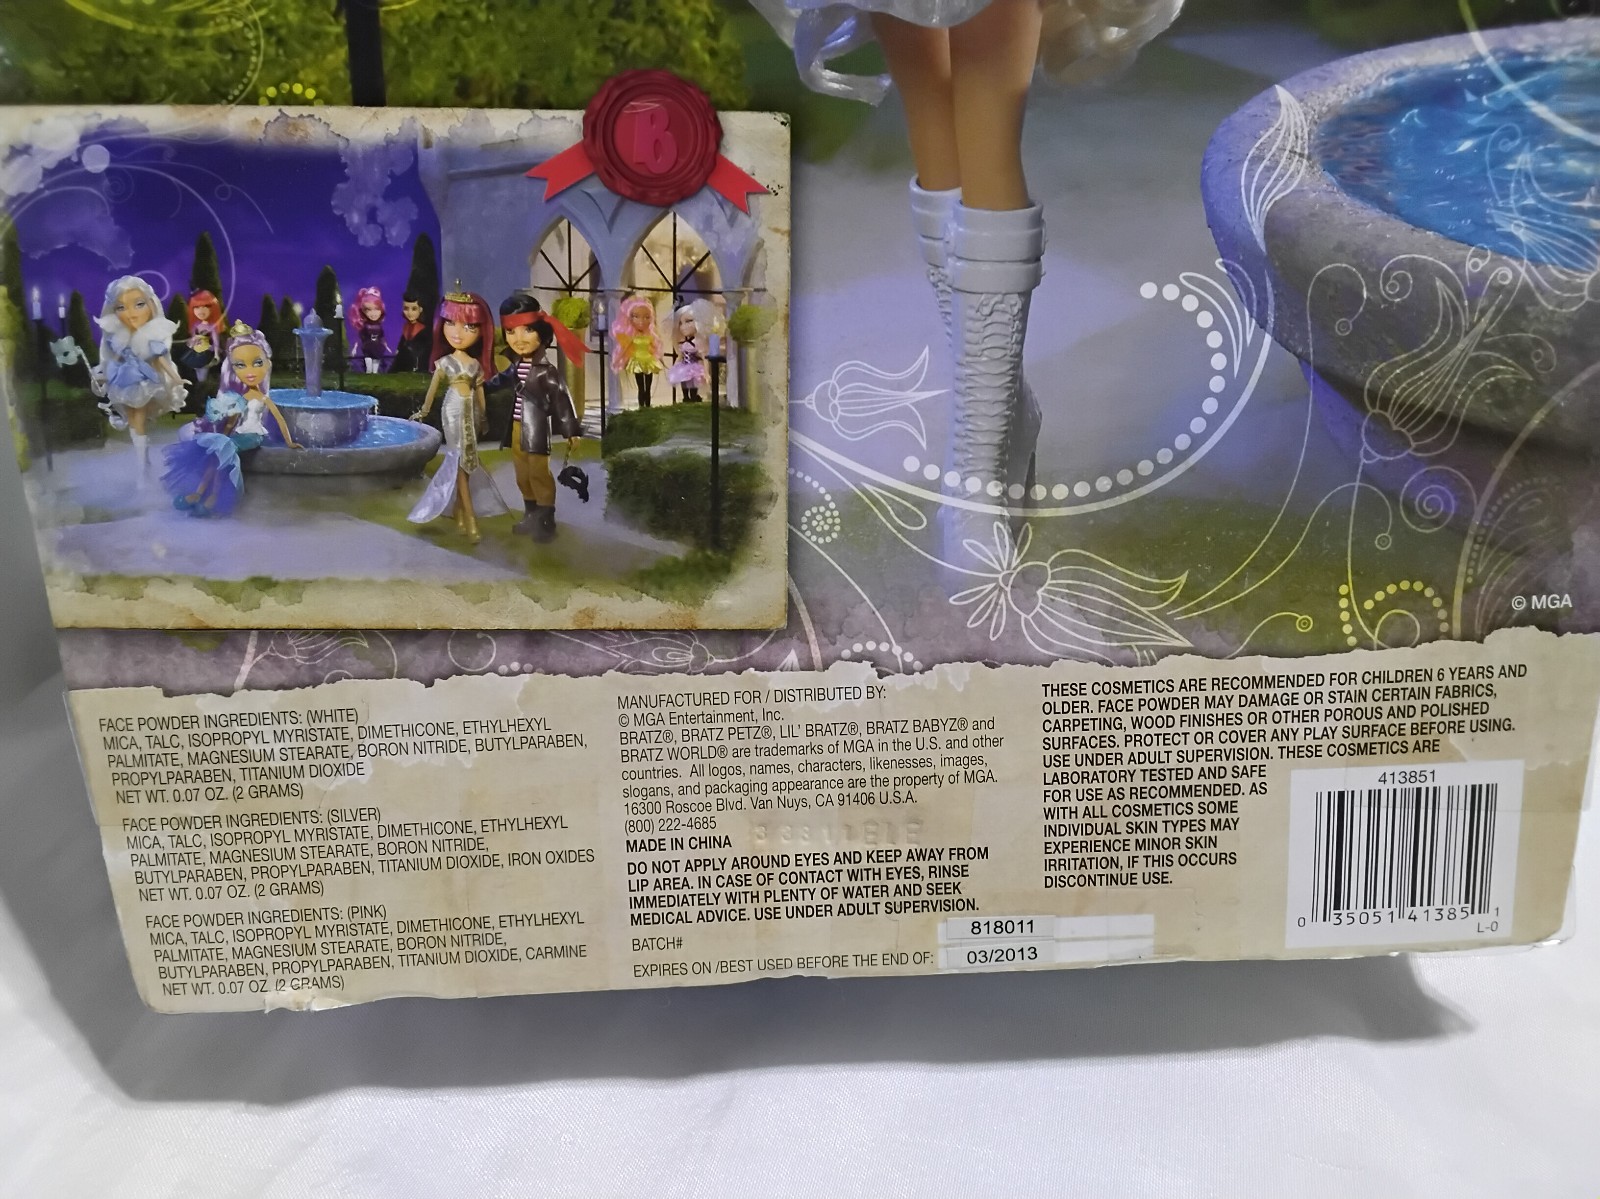 B
© MGA
FACE POWDER INGREDIENTS: (WHITE)
MICA, TALC, ISOPROPYL MYRISTATE, DIMETHICONE, ETHYLHEXYL
PALMITATE, MAGNESIUM STEARATE, BORON NITRIDE, BUTYLPARABEN,
PROPYLPARABEN, TITANIUM DIOXIDE
NET WT. 0.07 OZ. (2 GRAMS)
FACE POWDER INGREDIENTS: (SILVER)
MICA, TALC, ISOPROPYL MYRISTATE, DIMETHICONE, ETHYLHEXYL
PALMITATE, MAGNESIUM STEARATE, BORON NITRIDE,
BUTYLPARABEN, PROPYLPARABEN, TITANIUM DIOXIDE, IRON OXIDES
NET WT. 0.07 OZ. (2 GRAMS)
FACE POWDER INGREDIENTS: (PINK)
MICA, TALC, ISOPROPYL MYRISTATE, DIMETHICONE, ETHYLHEXYL
PALMITATE, MAGNESIUM STEARATE, BORON NITRIDE,
BUTYLPARABEN, PROPYLPARABEN, TITANIUM DIOXIDE, CARMINE
NET WT. 0.07 OZ. (2 GRAMS)
MANUFACTURED FOR / DISTRIBUTED BY:
© MGA Entertainment, Inc.
BRATZ®, BRATZ PETZ®, LIL' BRATZ®, BRATZ BABYZ® and
BRATZ WORLD® are trademarks of MGA in the U.S. and other
countries. All logos, names, characters, likenesses, images,
slogans, and packaging appearance are the property of MGA.
16300 Roscoe Blvd. Van Nuys, CA 91406 U.S.A.
(800) 222-4685
MADE IN CHINA
DO NOT APPLY AROUND EYES AND KEEP AWAY FROM
LIP AREA. IN CASE OF CONTACT WITH EYES, RINSE
IMMEDIATELY WITH PLENTY OF WATER AND SEEK
MEDICAL ADVICE. USE UNDER ADULT SUPERVISION.
BATCH# 818011
EXPIRES ON /BEST USED BEFORE THE END OF: 03/2013
THESE COSMETICS ARE RECOMMENDED FOR CHILDREN 6 YEARS AND
OLDER. FACE POWDER MAY DAMAGE OR STAIN CERTAIN FABRICS,
CARPETING, WOOD FINISHES OR OTHER POROUS AND POLISHED
SURFACES. PROTECT OR COVER ANY PLAY SURFACE BEFORE USING.
USE UNDER ADULT SUPERVISION. THESE COSMETICS ARE
LABORATORY TESTED AND SAFE
FOR USE AS RECOMMENDED. AS
WITH ALL COSMETICS SOME
INDIVIDUAL SKIN TYPES MAY
EXPERIENCE MINOR SKIN
IRRITATION, IF THIS OCCURS
DISCONTINUE USE.
413851
0 35051 41385 1
L-0